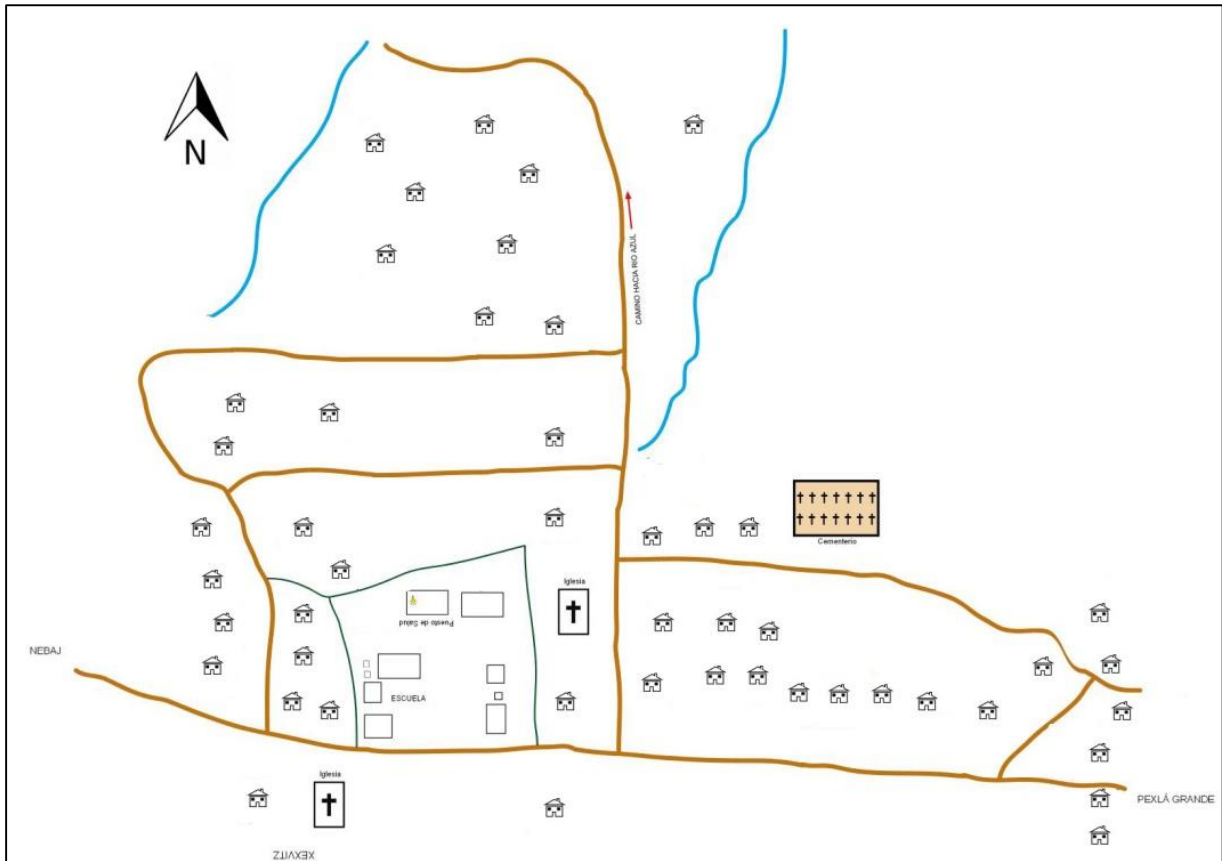 N
CAMINO HACIA RIO AZUL
Cementerio
Iglesia
Puesto de Salud
NEBAJ
ESCUELA
Iglesia
PEXLÁ GRANDE
XEXVITZ